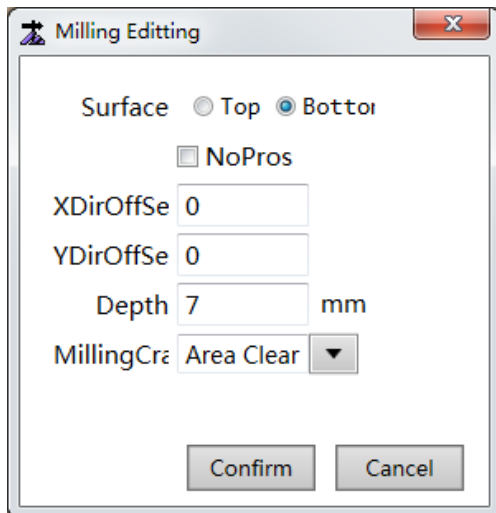 Milling Editting
Surface Top Bottor
NoPros
XDirOffSe 0
YDirOffSe 0
Depth 7 mm
MillingCra Area Clear
Confirm Cancel